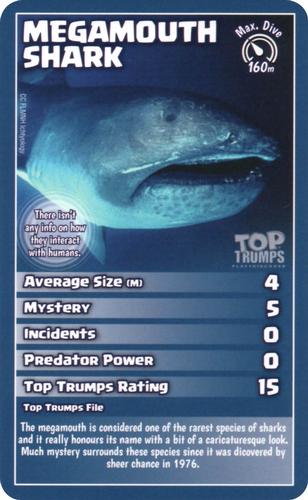 MEGAMOUTH
SHARK
Max. Dive
160m
CC FLMNH Ichthyology
There isn't
any info on how
they interact
with humans.
TOP
TRUMPS
Average Size (M) 4
Mystery 5
Incidents 0
Predator Power 0
Top Trumps Rating 15
Top Trumps File
The megamouth is considered one of the rarest species of sharks
and it really honours its name with a bit of a caricaturesque look.
Much mystery surrounds these species since it was dicovered by
sheer chance in 1976.